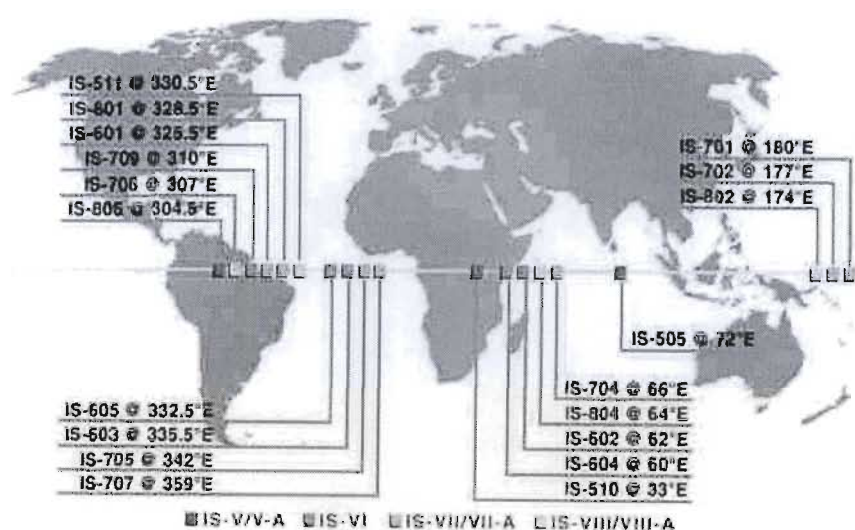 IS-511 @ 330.5°E
IS-801 @ 328.5°E
IS-601 @ 325.5°E
IS-709 @ 310°E
IS-706 @ 307°E
IS-805 @ 304.5°E
IS-701 @ 180°E
IS-702 @ 177°E
IS-802 @ 174°E
IS-505 @ 72°E
IS-605 @ 332.5°E
IS-603 @ 335.5°E
IS-705 @ 342°E
IS-707 @ 359°E
IS-704 @ 66°E
IS-804 @ 64°E
IS-602 @ 62°E
IS-604 @ 60°E
IS-510 @ 33°E
IS-V/V-A IS-VI IS-VII/VII-A IS-VIII/VIII-A